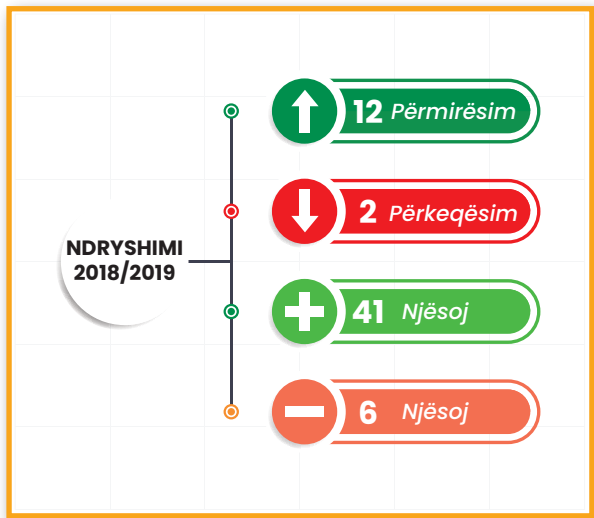 12 Përmirësim
2 Përkeqësim
NDRYSHIMI
2018/2019
41 Njësoj
6 Njësoj